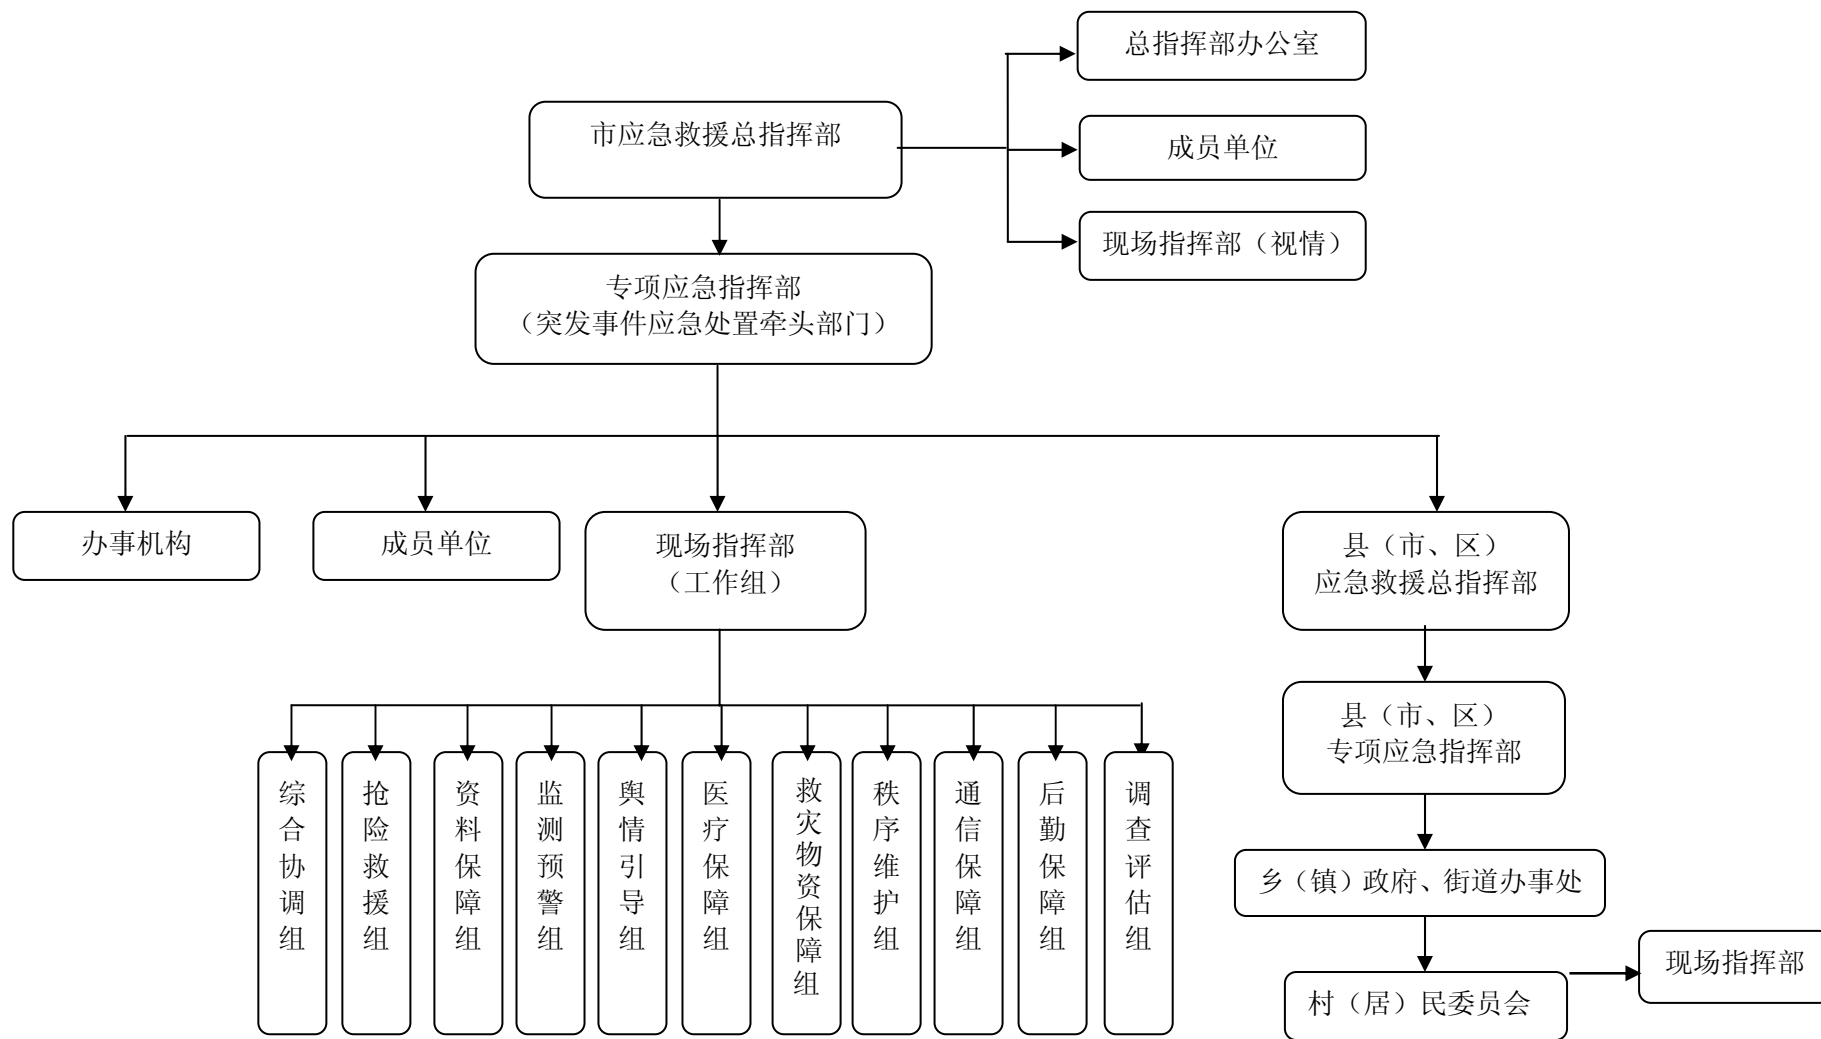 总指挥部办公室
市应急救援总指挥部
成员单位
现场指挥部（视情）
专项应急指挥部
（突发事件应急处置牵头部门）
办事机构
成员单位
现场指挥部
（工作组）
县（市、区）
应急救援总指挥部
县（市、区）
专项应急指挥部
综合协调组
抢险救援组
资料保障组
监测预警组
舆情引导组
医疗保障组
救灾物资保障组
秩序维护组
通信保障组
后勤保障组
调查评估组
乡（镇）政府、街道办事处
村（居）民委员会
现场指挥部